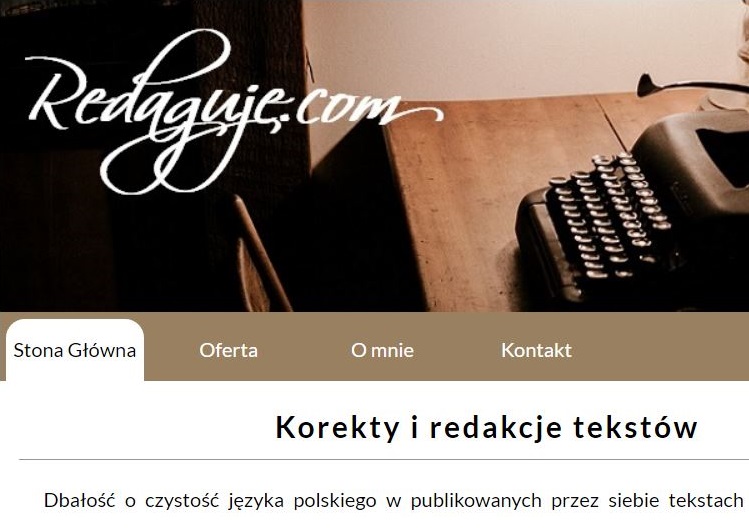 Redaguję.com
Stona Główna Oferta O mnie Kontakt
Korekty i redakcje tekstów
Dbałość o czystość języka polskiego w publikowanych przez siebie tekstach